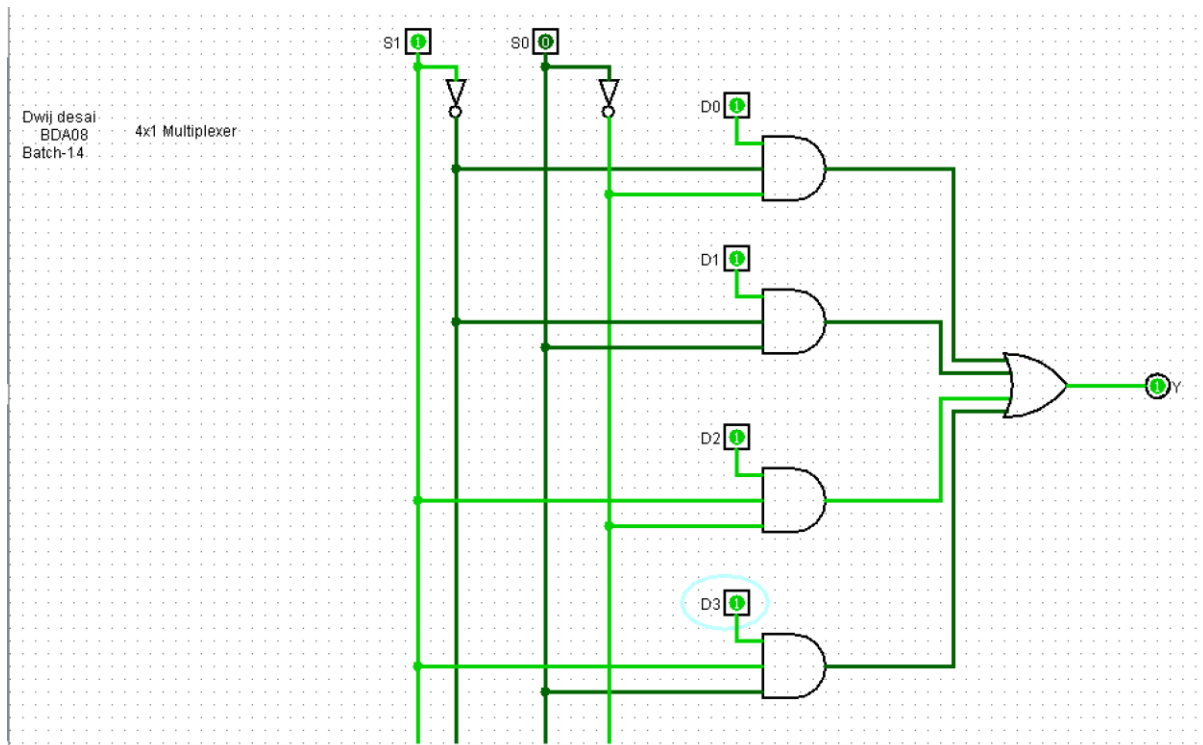 S1 1 S0 0
D0 1
Dwij desai
BDA08 4x1 Multiplexer
Batch-14
D1 1
1 Y
D2 1
D3 1